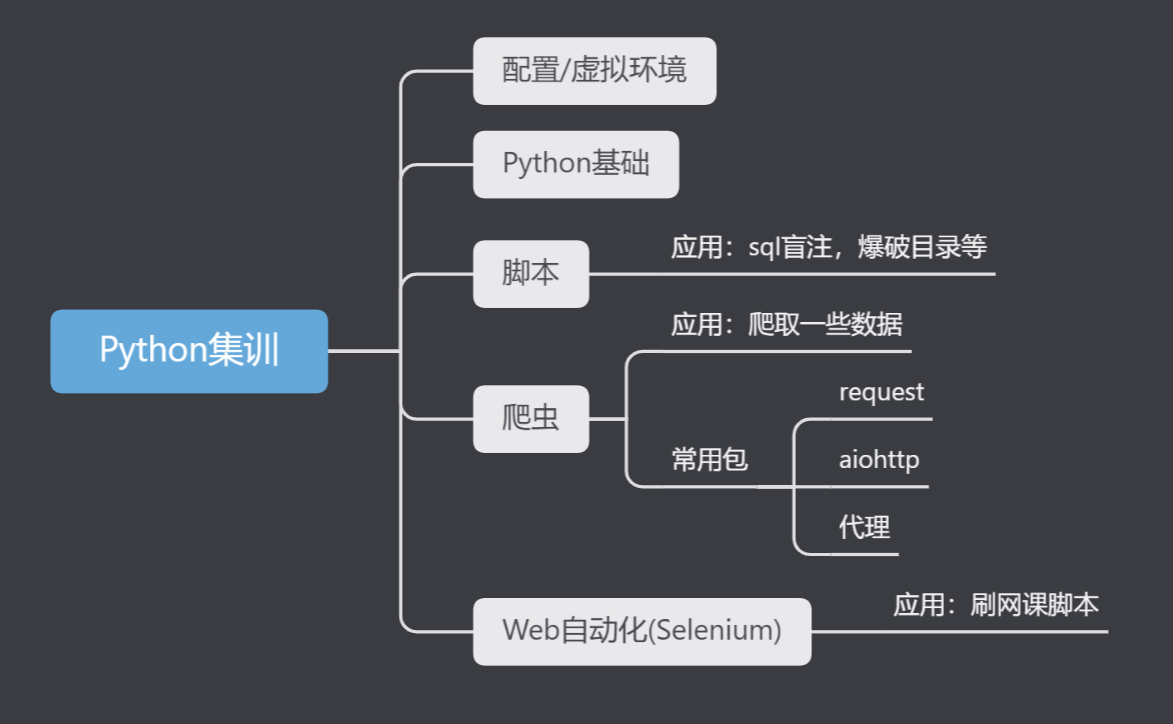 配置/虚拟环境
Python基础
应用：sql盲注，爆破目录等
脚本
Python集训
应用：爬取一些数据
request
爬虫
常用包
aiohttp
代理
应用：刷网课脚本
Web自动化(Selenium)